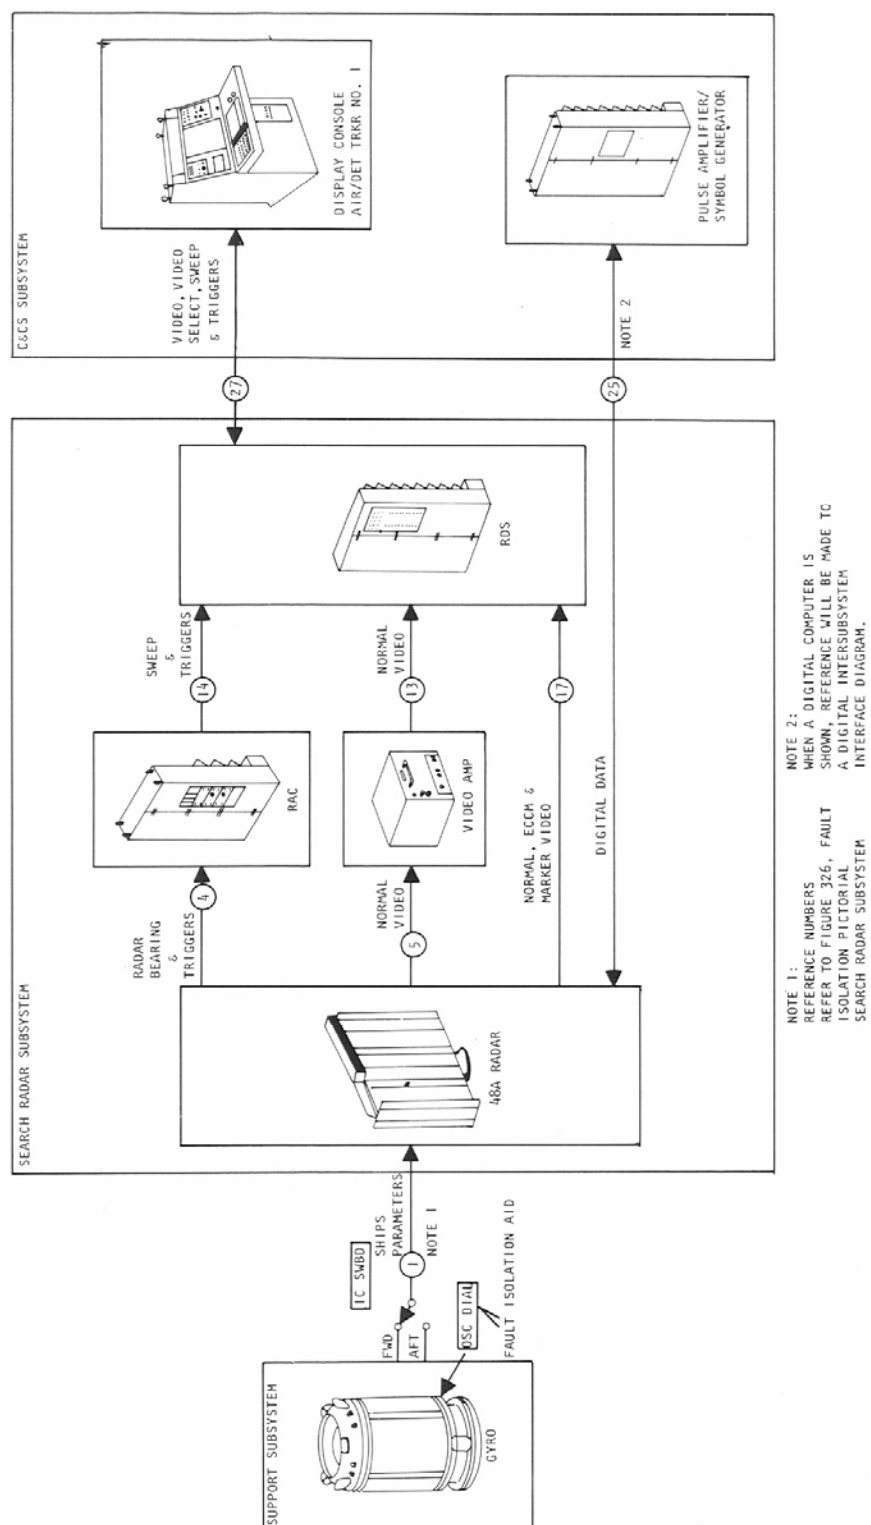 SUPPORT SUBSYSTEM
GYRO
FWD
AFT
OSC DIAL
FAULT ISOLATION AID
IC SWBD
SHIPS
PARAMETERS
1
NOTE 1
SEARCH RADAR SUBSYSTEM
48A RADAR
RADAR
BEARING
&
TRIGGERS
4
RAC
SWEEP
&
TRIGGERS
14
NORMAL
VIDEO
5
VIDEO AMP
NORMAL
VIDEO
13
NORMAL, ECCM &
MARKER VIDEO
17
DIGITAL DATA
RDS
27
25
C&CS SUBSYSTEM
VIDEO, VIDEO
SELECT, SWEEP
& TRIGGERS
DISPLAY CONSOLE
AIR/DET TRKR NO. 1
NOTE 2
PULSE AMPLIFIER/
SYMBOL GENERATOR
NOTE 1:
REFERENCE NUMBERS
REFER TO FIGURE 326, FAULT
ISOLATION PICTORIAL
SEARCH RADAR SUBSYSTEM
NOTE 2:
WHEN A DIGITAL COMPUTER IS
SHOWN, REFERENCE WILL BE MADE TO
A DIGITAL INTERSUBSYSTEM
INTERFACE DIAGRAM.